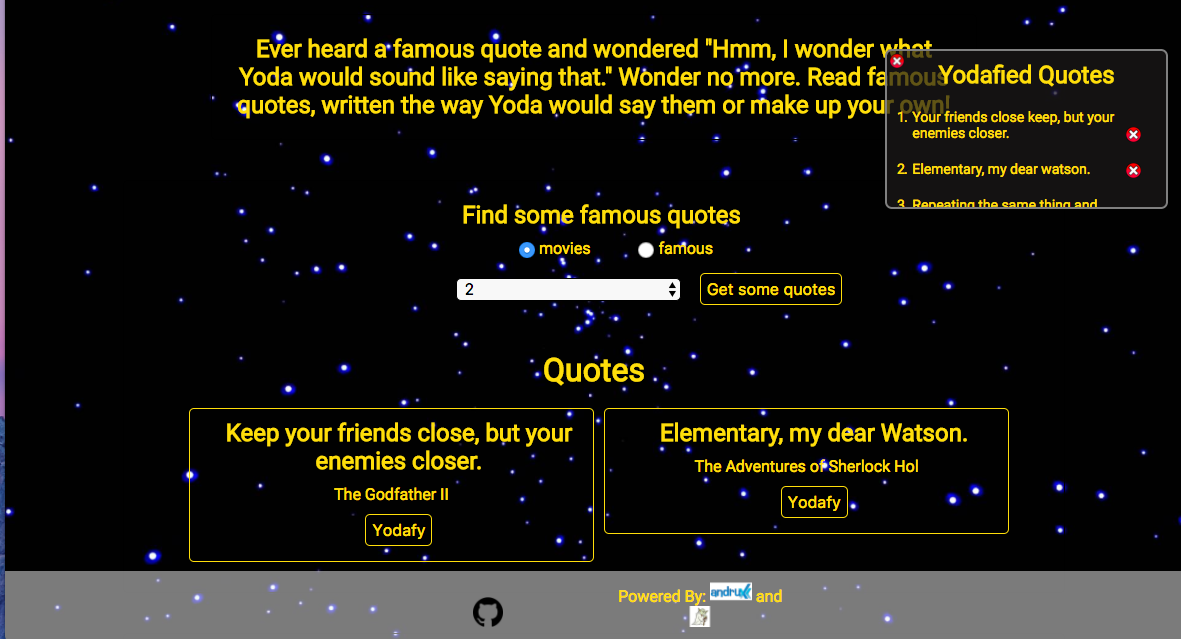 Ever heard a famous quote and wondered "Hmm, I wonder what
Yoda would sound like saying that." Wonder no more. Read famous
quotes, written the way Yoda would say them or make up your own!
Yodafied Quotes
1. Your friends close keep, but your
enemies closer.
2. Elementary, my dear watson.
3. Repeating the same thing and
Find some famous quotes
movies famous
2 Get some quotes
Quotes
Keep your friends close, but your
enemies closer.
The Godfather II
Yodafy
Elementary, my dear Watson.
The Adventures of Sherlock Hol
Yodafy
Powered By: andrux and